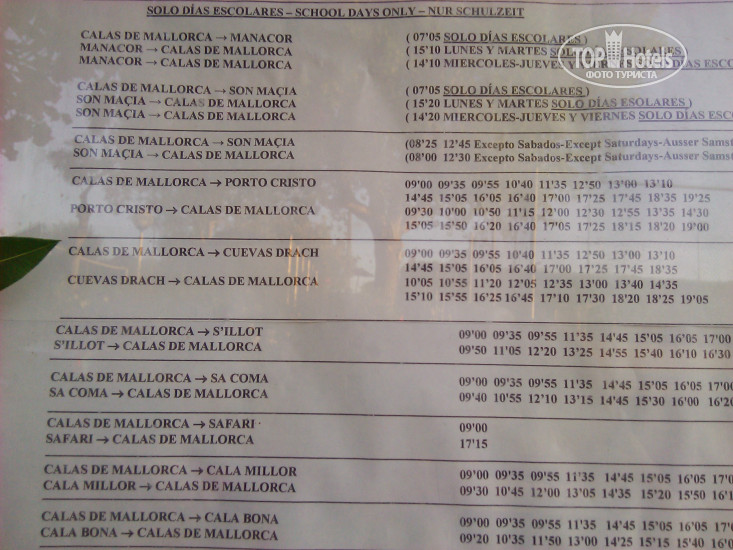 SOLO DÍAS ESCOLARES – SCHOOL DAYS ONLY – NUR SCHULZEIT
CALAS DE MALLORCA → MANACOR ( 07'05 SOLO DÍAS ESCOLARES )
MANACOR → CALAS DE MALLORCA ( 15'10 LUNES Y MARTES
MANACOR → CALAS DE MALLORCA ( 14'10 MIERCOLES-JUEVES Y
TOP Hotels
ФОТО ТУРИСТА
CALAS DE MALLORCA → SON MAÇIA ( 07'05 SOLO DÍAS ESCOLARES )
SON MAÇIA → CALAS DE MALLORCA ( 15'20 LUNES Y MARTES SOLO DÍAS ESOLARES )
SON MAÇIA → CALAS DE MALLORCA ( 14'20 MIERCOLES-JUEVES Y VIERNES SOLO DÍAS ESCO
CALAS DE MALLORCA → SON MAÇIA (08'25 12'45 Excepto Sabados-Except Saturdays-Ausser Samst
SON MAÇIA → CALAS DE MALLORCA (08'00 12'30 Excepto Sabados-Except Saturdays-Ausser Samst
CALAS DE MALLORCA → PORTO CRISTO 09'00 09'35 09'55 10'40 11'35 12'50 13'00 13'10
14'45 15'05 16'05 16'40 17'00 17'25 17'45 18'35 19'25
PORTO CRISTO → CALAS DE MALLORCA 09'30 10'00 10'50 11'15 12'00 12'30 12'55 13'35 14'30
15'05 15'50 16'20 16'40 17'05 17'25 18'15 18'20 19'00
CALAS DE MALLORCA → CUEVAS DRACH 09'00 09'35 09'55 10'40 11'35 12'50 13'00 13'10
14'45 15'05 16'05 16'40 17'00 17'25 17'45 18'35
CUEVAS DRACH → CALAS DE MALLORCA 10'05 10'55 11'20 12'05 12'35 13'00 13'40 14'35
15'10 15'55 16'25 16'45 17'10 17'30 18'20 18'25 19'05
CALAS DE MALLORCA → S'ILLOT 09'00 09'35 09'55 11'35 14'45 15'05 16'05 17'00
S'ILLOT → CALAS DE MALLORCA 09'50 11'05 12'20 13'25 14'55 15'40 16'10 16'30
CALAS DE MALLORCA → SA COMA 09'00 09'35 09'55 11'35 14'45 15'05 16'05 17'00
SA COMA → CALAS DE MALLORCA 09'40 10'55 12'10 13'15 14'45 15'30 16'00 16'20
CALAS DE MALLORCA → SAFARI 09'00
SAFARI → CALAS DE MALLORCA 17'15
CALAS DE MALLORCA → CALA MILLOR 09'00 09'35 09'55 11'35 14'45 15'05 16'05 17'0
CALA MILLOR → CALAS DE MALLORCA 09'30 10'45 12'00 13'05 14'35 15'20 15'50 16'1
CALAS DE MALLORCA → CALA BONA 09'00 09'35 09'55 11'35 14'45 15'05 16'05 17'0
CALA BONA → CALAS DE MALLORCA 09'20 10'35 11'50 13'00 14'25 15'15 15'40 16'0